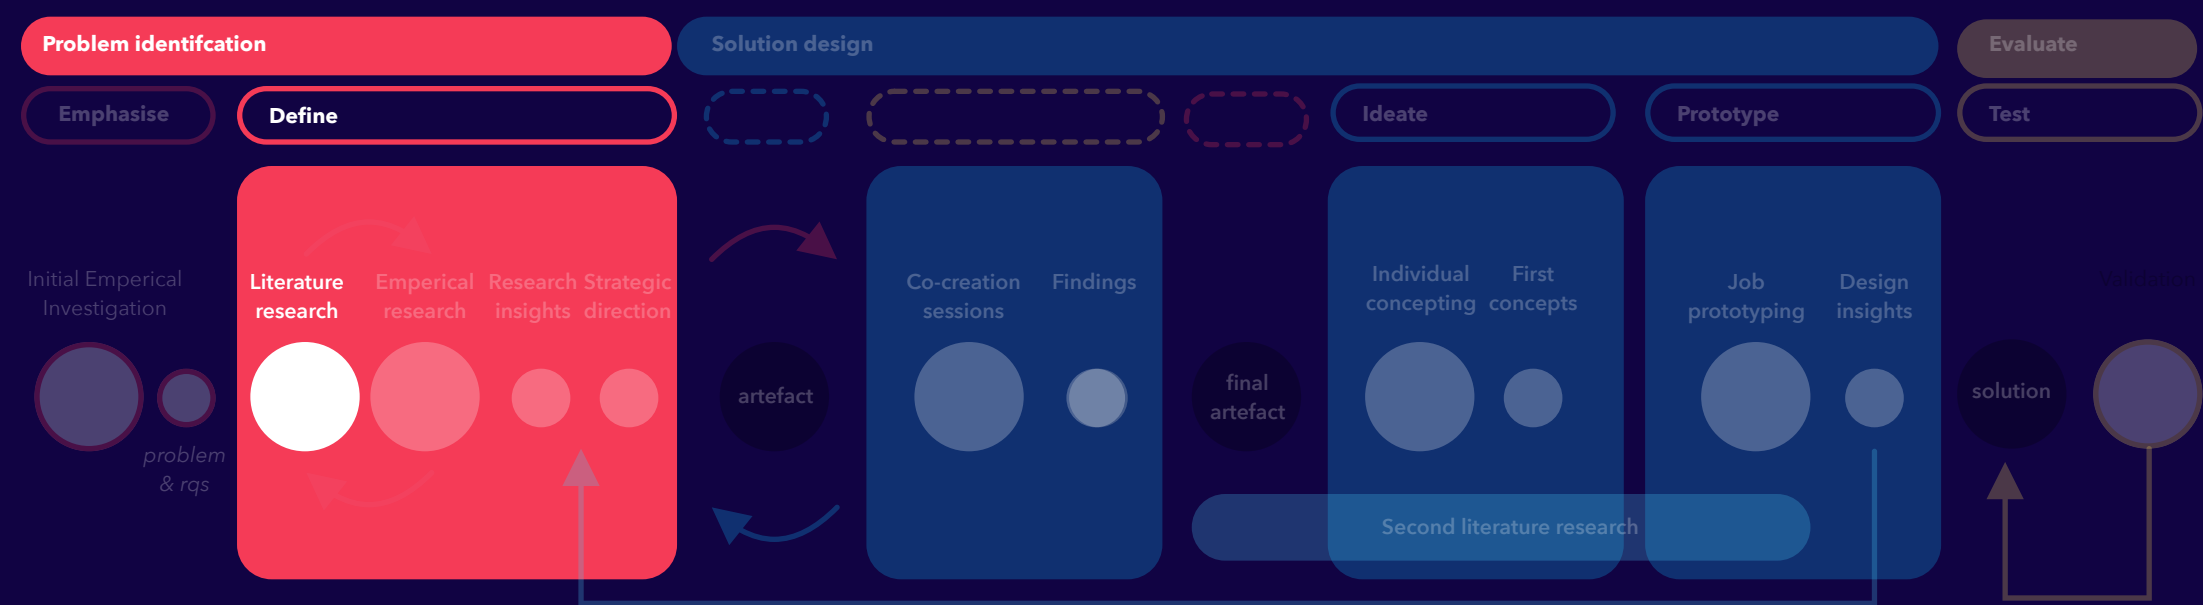 Problem identifcation
Solution design
Evaluate
Emphasise
Define
Ideate
Prototype
Test
Initial Emperical
Investigation
problem
& rqs
Literature
research
Emperical
research
Research
insights
Strategic
direction
artefact
Co-creation
sessions
Findings
final
artefact
Individual
concepting
First
concepts
Second literature research
Job
prototyping
Design
insights
solution
Validation